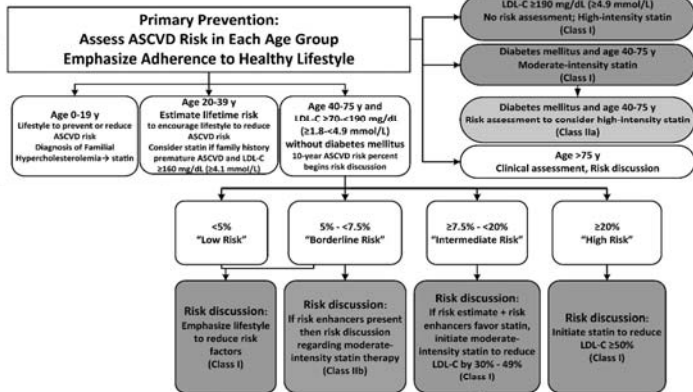 Primary Prevention:
Assess ASCVD Risk in Each Age Group
Emphasize Adherence to Healthy Lifestyle
LDL-C ≥190 mg/dL (≥4.9 mmol/L)
No risk assessment; High-intensity statin
(Class I)
Diabetes mellitus and age 40-75 y
Moderate-intensity statin
(Class I)
Diabetes mellitus and age 40-75 y
Risk assessment to consider high-intensity statin
(Class IIa)
Age >75 y
Clinical assessment, Risk discussion
Age 0-19 y
Lifestyle to prevent or reduce
ASCVD risk
Diagnosis of Familial
Hypercholesterolemia→ statin
Age 20-39 y
Estimate lifetime risk
to encourage lifestyle to reduce
ASCVD risk
Consider statin if family history
premature ASCVD and LDL-C
≥160 mg/dL (≥4.1 mmol/L)
Age 40-75 y and
LDL-C ≥70-<190 mg/dL
(≥1.8-<4.9 mmol/L)
without diabetes mellitus
10-year ASCVD risk percent
begins risk discussion
<5%
“Low Risk”
5% - <7.5%
“Borderline Risk”
≥7.5% - <20%
“Intermediate Risk”
≥20%
“High Risk”
Risk discussion:
Emphasize lifestyle
to reduce risk
factors
(Class I)
Risk discussion:
If risk enhancers present
then risk discussion
regarding moderate-
intensity statin therapy
(Class IIb)
Risk discussion:
If risk estimate + risk
enhancers favor statin,
initiate moderate-
intensity statin to reduce
LDL-C by 30% - 49%
(Class I)
Risk discussion:
Initiate statin to reduce
LDL-C ≥50%
(Class I)